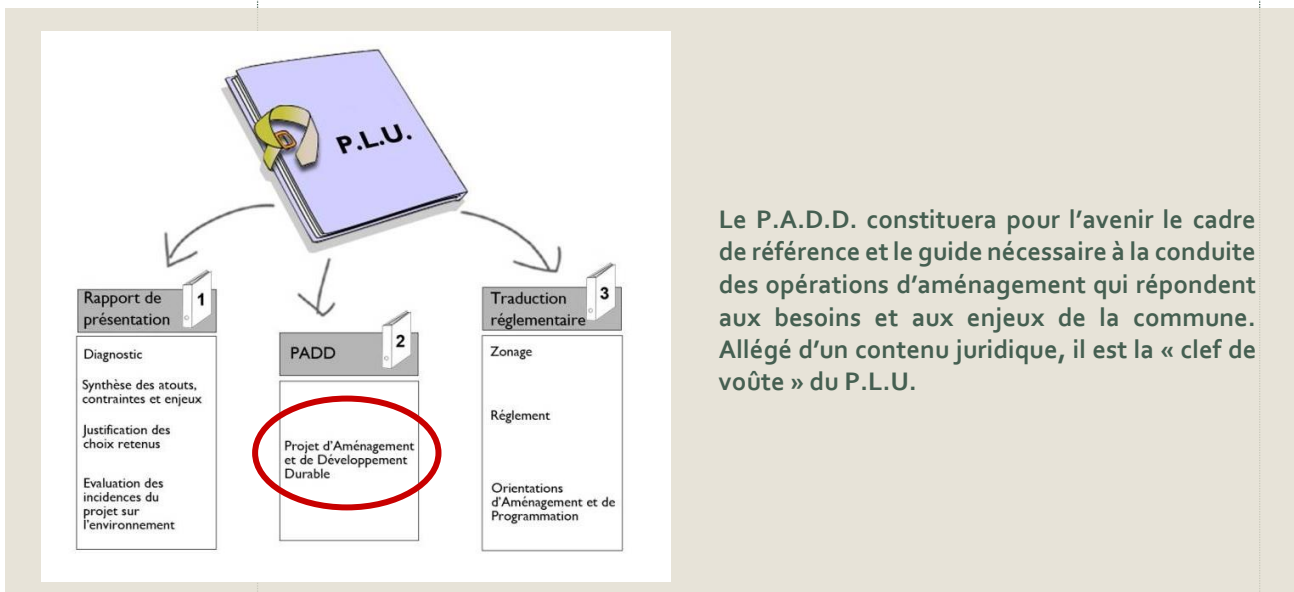 P.L.U.
Rapport de
présentation
1
Diagnostic
Synthèse des atouts,
contraintes et enjeux
Justification des
choix retenus
Evaluation des
incidences du
projet sur
l'environnement
PADD
2
Projet d'Aménagement
et de Développement
Durable
Traduction
réglementaire
3
Zonage
Réglement
Orientations
d'Aménagement et de
Programmation
Le P.A.D.D. constituera pour l’avenir le cadre
de référence et le guide nécessaire à la conduite
des opérations d’aménagement qui répondent
aux besoins et aux enjeux de la commune.
Allégé d’un contenu juridique, il est la « clef de
voûte » du P.L.U.